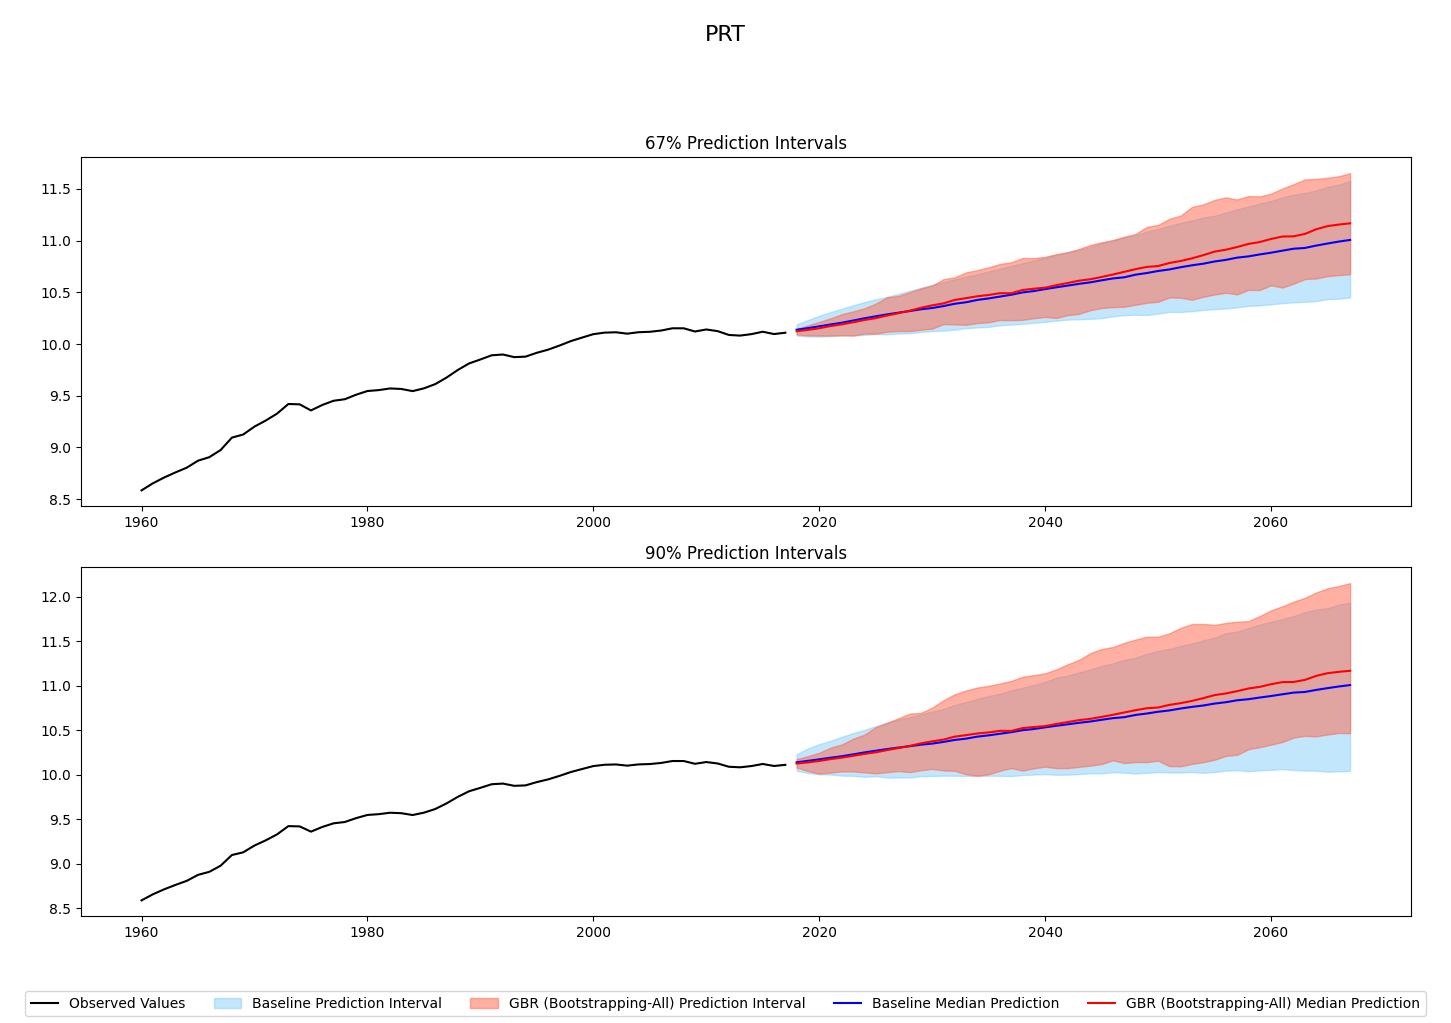 PRT
67% Prediction Intervals
11.5
11.0
10.5
10.0
9.5
9.0
8.5
1960 1980 2000 2020 2040 2060
90% Prediction Intervals
12.0
11.5
11.0
10.5
10.0
9.5
9.0
8.5
1960 1980 2000 2020 2040 2060
Observed Values Baseline Prediction Interval GBR (Bootstrapping-All) Prediction Interval Baseline Median Prediction GBR (Bootstrapping-All) Median Prediction